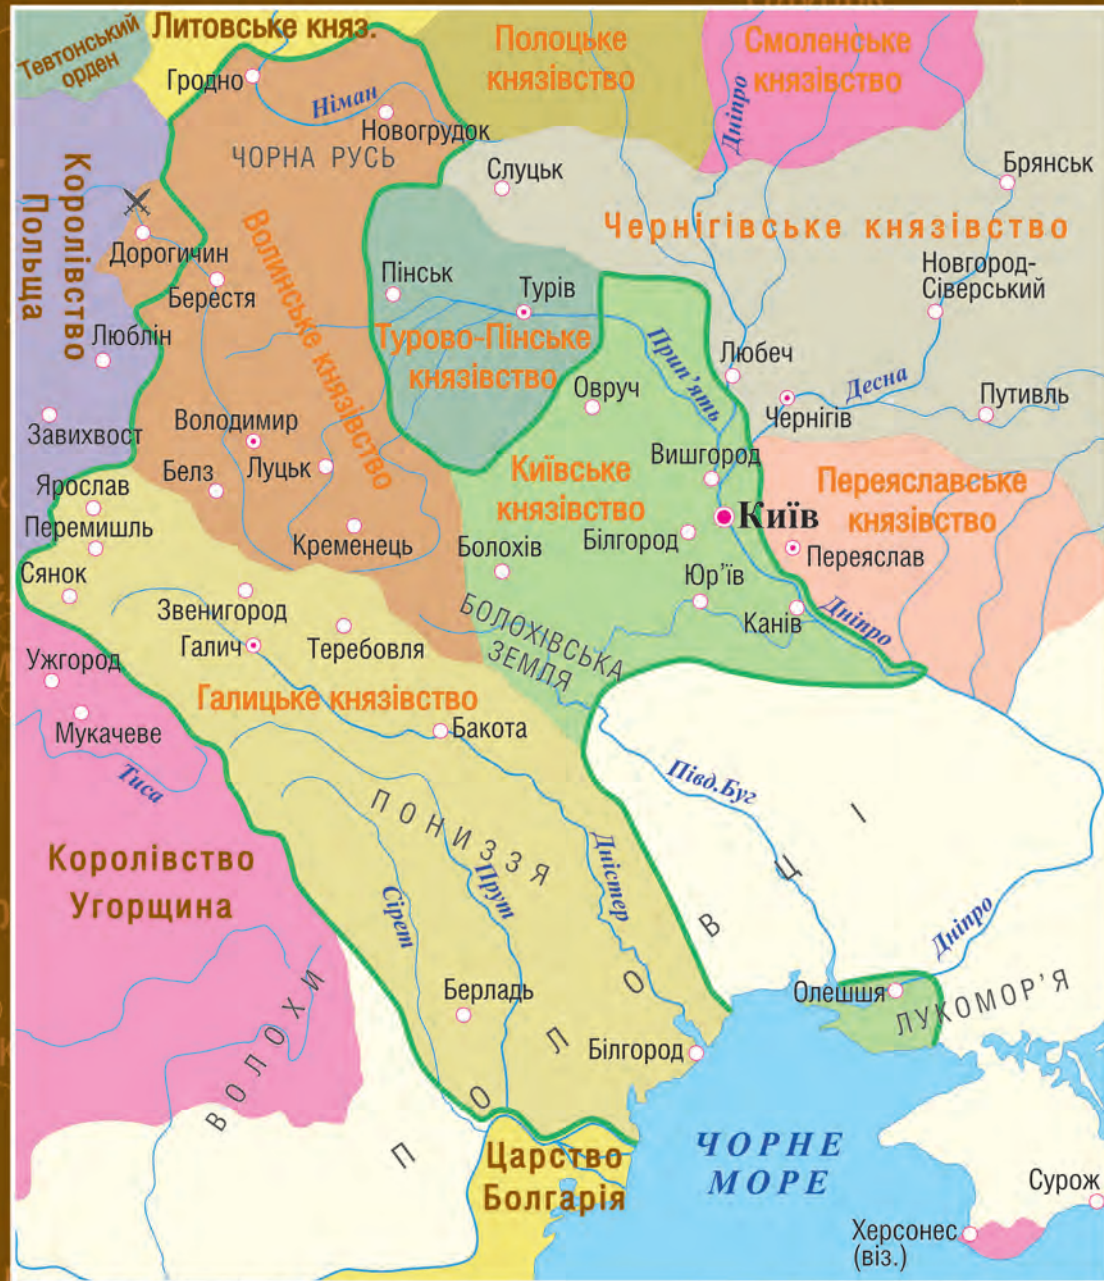 Тевтонський
орден
Литовське княз.
Полоцьке
князівство
Смоленське
князівство
Гродно
Німан
Новогрудок
ЧОРНА РУСЬ
Дніпро
Слуцьк
Брянськ
Королівство
Польща
Чернігівське князівство
Дорогичин
Берестя
Волинське князівство
Пінськ
Турів
Новгород-
Сіверський
Люблін
Турово-Пінське
князівство
Прип'ять
Любеч
Десна
Овруч
Чернігів
Путивль
Завихвост
Володимир
Луцьк
Белз
Вишгород
Київське
князівство
Переяславське
князівство
Ярослав
Перемишль
Київ
Кременець
Болохів
Білгород
Переяслав
Сянок
Звенигород
Юр'їв
Канів
Дніпро
БОЛОХІВСЬКА
ЗЕМЛЯ
Галич
Теребовля
Ужгород
Галицьке князівство
Мукачеве
Бакота
Тиса
Півд.Буг
ПОНИЗЗЯ
Королівство
Угорщина
Сірет
Прут
Дністер
Дніпро
ПОЛОВЦІ
Берладь
Олешшя
ЛУКОМОР'Я
ВОЛОХИ
Білгород
Царство
Болгарія
ЧОРНЕ
МОРЕ
Сурож
Херсонес
(віз.)